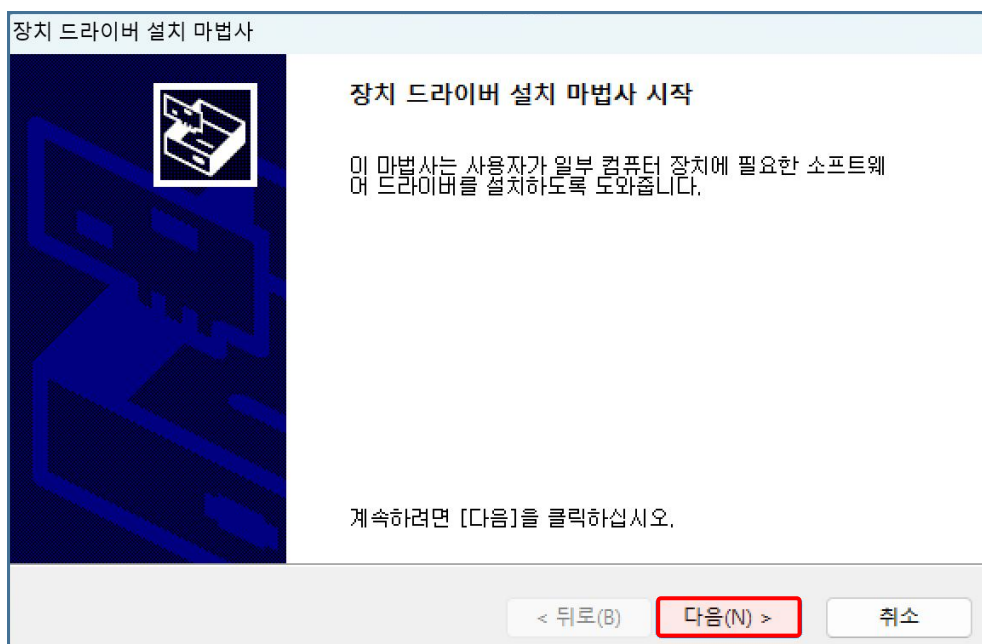 장치 드라이버 설치 마법사
장치 드라이버 설치 마법사 시작
이 마법사는 사용자가 일부 컴퓨터 장치에 필요한 소프트웨
어 드라이버를 설치하도록 도와줍니다.
계속하려면 [다음]을 클릭하십시오.
< 뒤로(B) 다음(N) > 취소